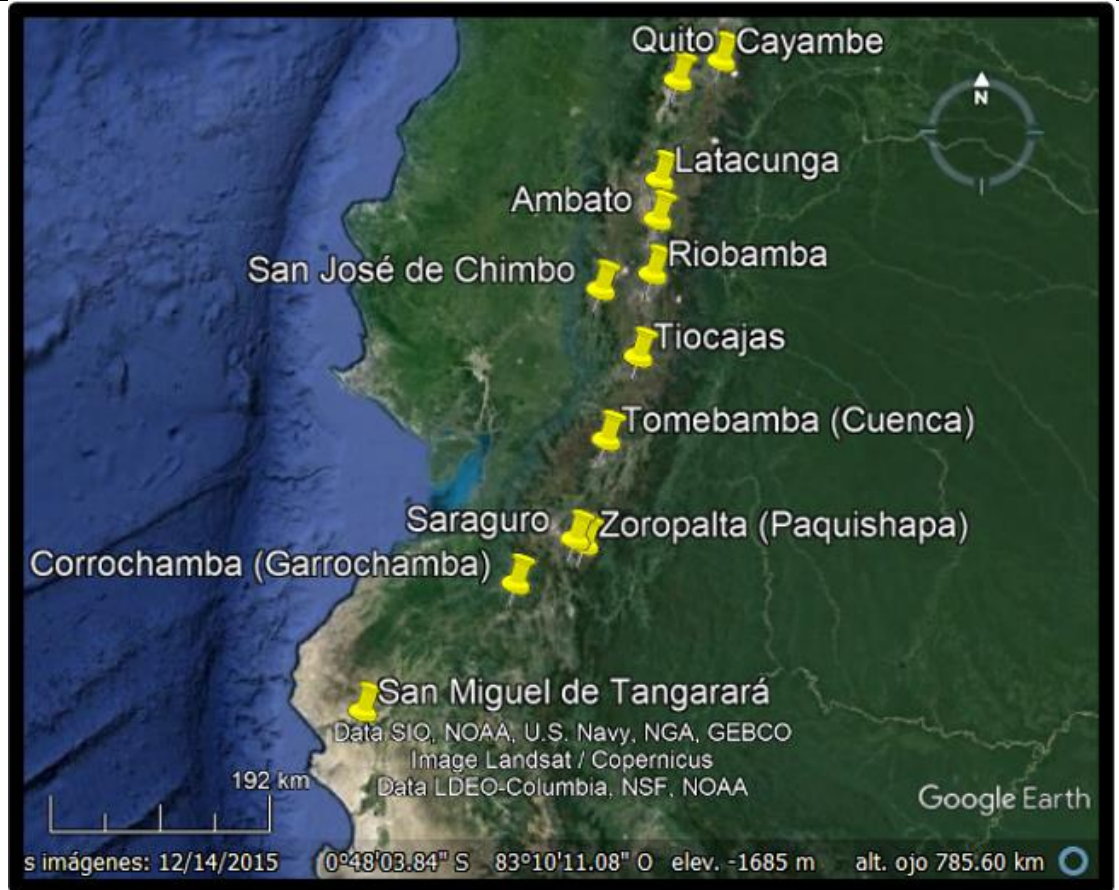 Quito
Cayambe
N
Latacunga
Ambato
Riobamba
San José de Chimbo
Tiocajas
Tomebamba (Cuenca)
Saraguro
Zoropalta (Paquishapa)
Corrochamba (Garrochamba)
San Miguel de Tangarará
Data SIO, NOAA, U.S. Navy, NGA, GEBCO
Image Landsat / Copernicus
Data LDEO-Columbia, NSF, NOAA
192 km
Google Earth
s imágenes: 12/14/2015 0°48'03.84" S 83°10'11.08" O elev. -1685 m alt. ojo 785.60 km